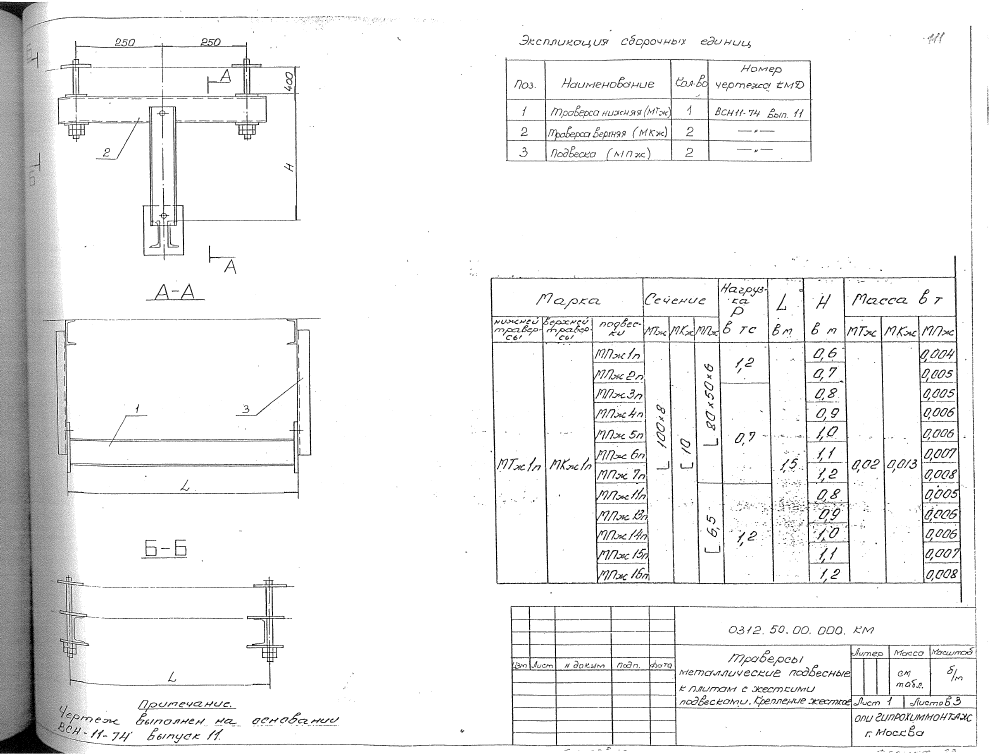 111
250 250
A
400
2
H
A
А-А
1
3
L
Б-Б
L
Примечание.
Чертеж выполнен на основании
ВСН-11-74 выпуск 11.
Экспликация сборочных единиц
Поз. Наименование Кол-во Номер чертежа КМД
1 Траверса нижняя (МТж) 1 ВСН11-74 Вып. 11
2 Траверса верхняя (МКж) 2 —"—
3 Подвеска (МПж) 2 —"—
Марка Сечение Нагрузка P L H Масса в т
нижней траверсы верхней траверсы подвески МТж МКж МПж в тс в м в м МТж МКж МПж
МПж1п 0,6 0,004
1,2
МПж2п 0,7 0,005
МПж3п 0,8 0,005
МПж4п 0,9 0,006
МПж5п 1,0 0,006
МПж6п 1,1 0,007
МПж7п 1,2 0,008
МТж1п МКж1п L 100×8 [ 10 L 80×50×6 0,7 1,5 0,02 0,013
МПж11п 0,8 0,005
МПж13п 0,9 0,006
МПж14п [ 6,5 1,2 1,0 0,006
МПж15п 1,1 0,007
МПж16п 1,2 0,008
0312.50.00.000.КМ
Изм Лист № докум подп. дата
Траверсы
металлические подвесные
к плитам с жесткими
подвесками. Крепление жесткое
Литер Масса Масштаб
см табл. б/м
Лист 1 Листов 3
ГИПРОХИММОНТАЖ
г. Москва